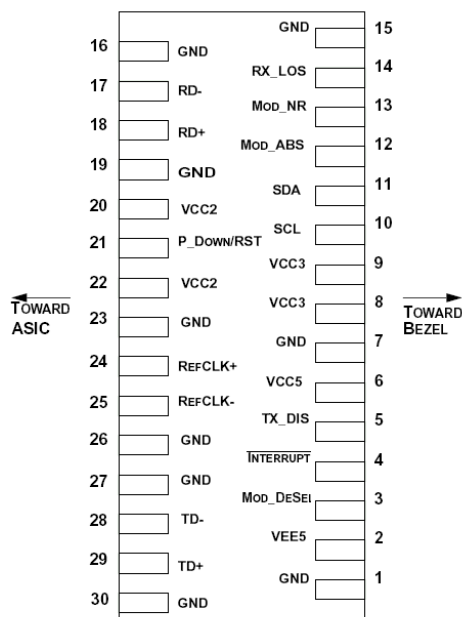 GND 15
16 GND
RX_LOS 14
17 RD-
MOD_NR 13
18 RD+
MOD_ABS 12
19 GND
SDA 11
20 VCC2
SCL 10
21 P_DOWN/RST
VCC3 9
22 VCC2
TOWARD
ASIC
VCC3 8
TOWARD
BEZEL
23 GND
GND 7
24 REFCLK+
VCC5 6
25 REFCLK-
TX_DIS 5
26 GND
INTERRUPT 4
27 GND
MOD_DESEL 3
28 TD-
VEE5 2
29 TD+
GND 1
30 GND